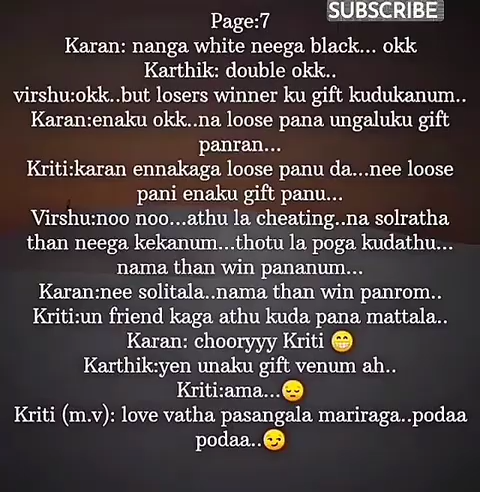 SUBSCRIBE
Page:7
Karan: nanga white neega black... okk
Karthik: double okk..
virshu:okk..but losers winner ku gift kudukanum..
Karan:enaku okk..na loose pana ungaluku gift
panran...
Kriti:karan ennakaga loose panu da...nee loose
pani enaku gift panu...
Virshu:noo noo...athu la cheating..na solratha
than neega kekanum...thotu la poga kudathu...
nama than win pananum...
Karan:nee solitala..nama than win panrom..
Kriti:un friend kaga athu kuda pana mattala..
Karan: chooryyy Kriti 😁
Karthik:yen unaku gift venum ah..
Kriti:ama...😔
Kriti (m.v): love vatha pasangala mariraga..podaa
podaa..😏